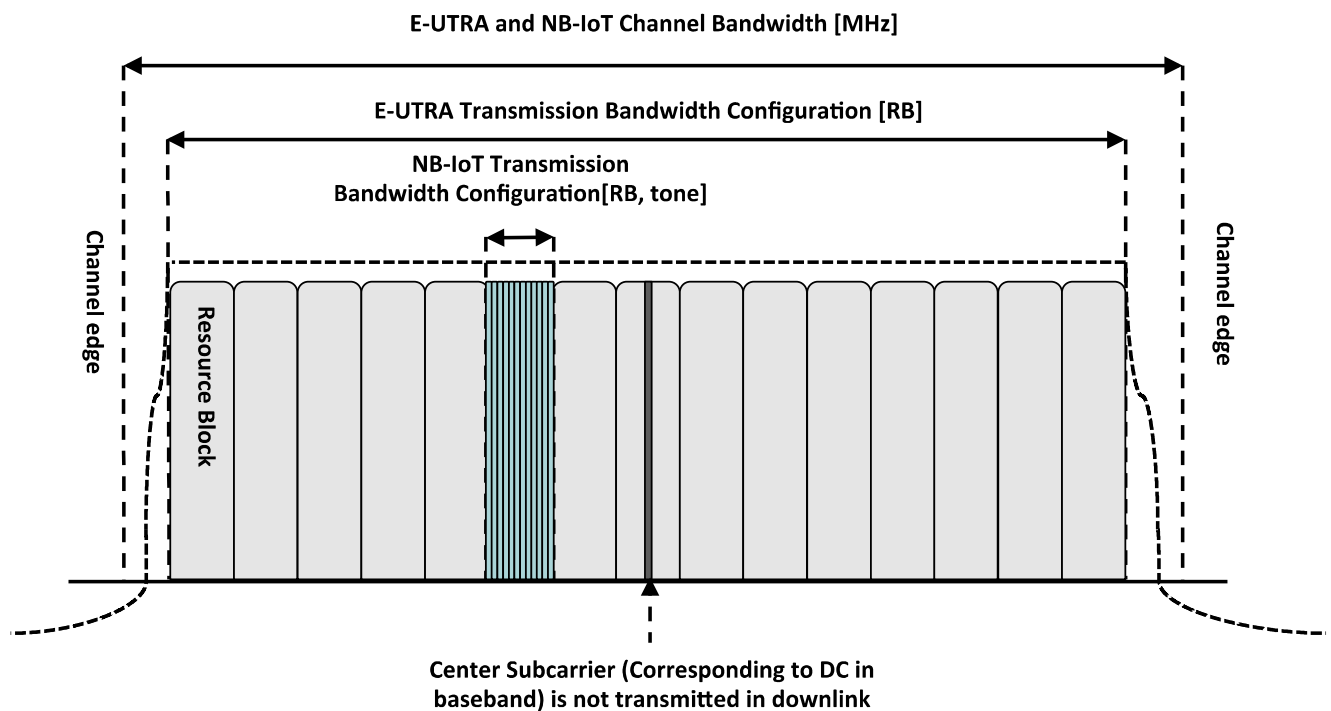 E-UTRA and NB-IoT Channel Bandwidth [MHz]
E-UTRA Transmission Bandwidth Configuration [RB]
NB-IoT Transmission
Bandwidth Configuration[RB, tone]
Channel edge
Channel edge
Resource Block
Center Subcarrier (Corresponding to DC in
baseband) is not transmitted in downlink